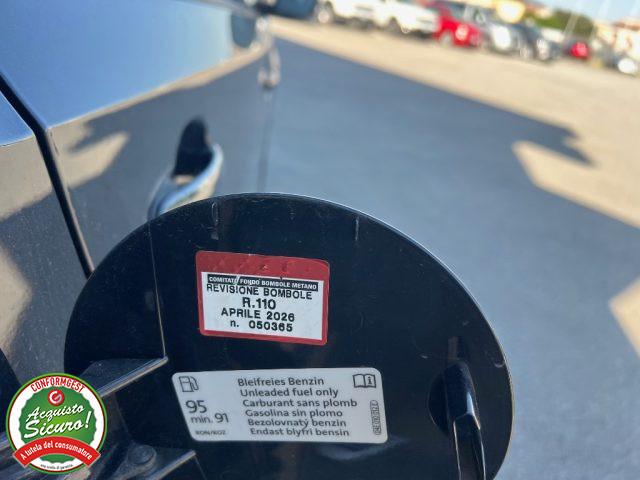 COMITATO FONDO BOMBOLE METANO
REVISIONE BOMBOLE
R.110
APRILE 2026
n. 050365
95
min. 91
RON/ROZ
Bleifreies Benzin
Unleaded fuel only
Carburant sans plomb
Gasolina sin plomo
Bezolovnatý benzin
Endast blyfri bensin
CONFORMGEST
Acquisto
Sicuro!
A tutela del consumatore